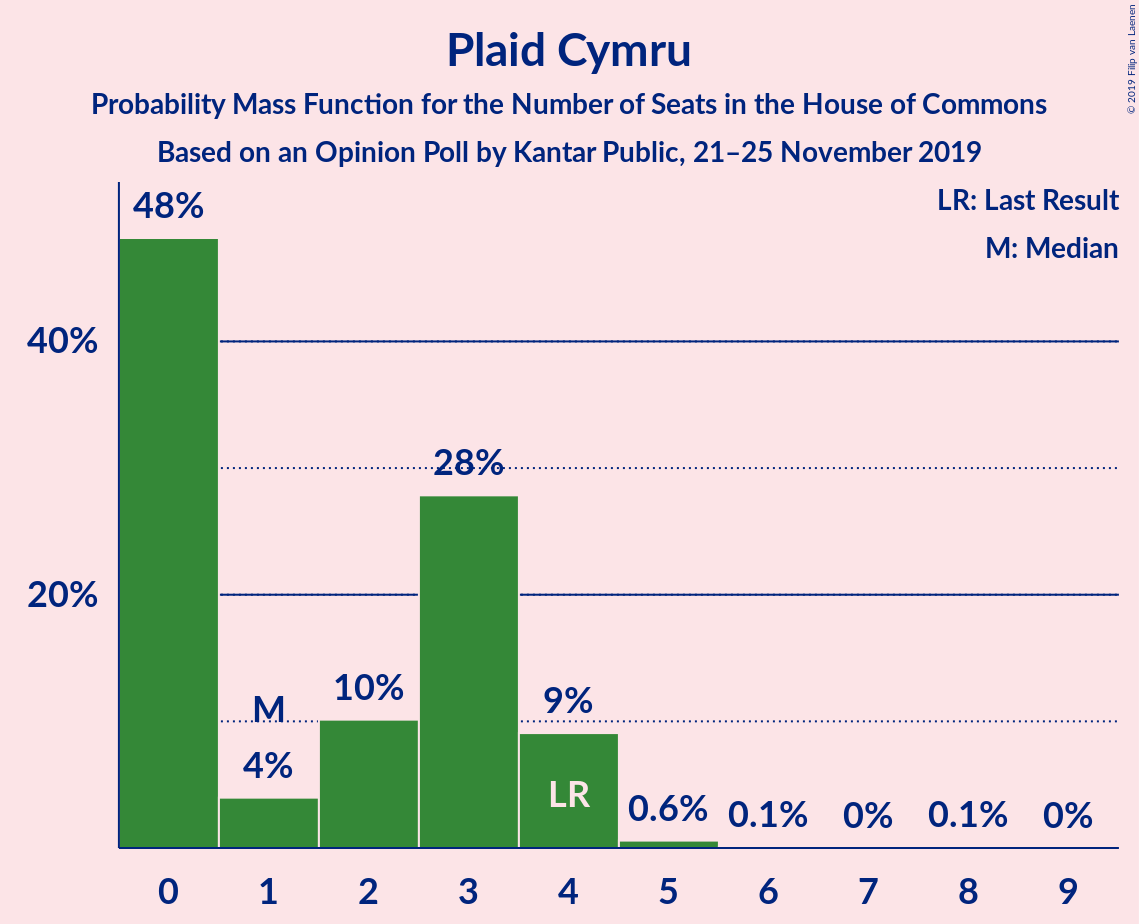 Plaid Cymru
Probability Mass Function for the Number of Seats in the House of Commons
Based on an Opinion Poll by Kantar Public, 21–25 November 2019
© 2019 Filip van Laenen
LR: Last Result
M: Median
48%
40%
28%
20%
M
10%
9%
4%
LR
0.6%
0.1%
0%
0.1%
0%
0 1 2 3 4 5 6 7 8 9